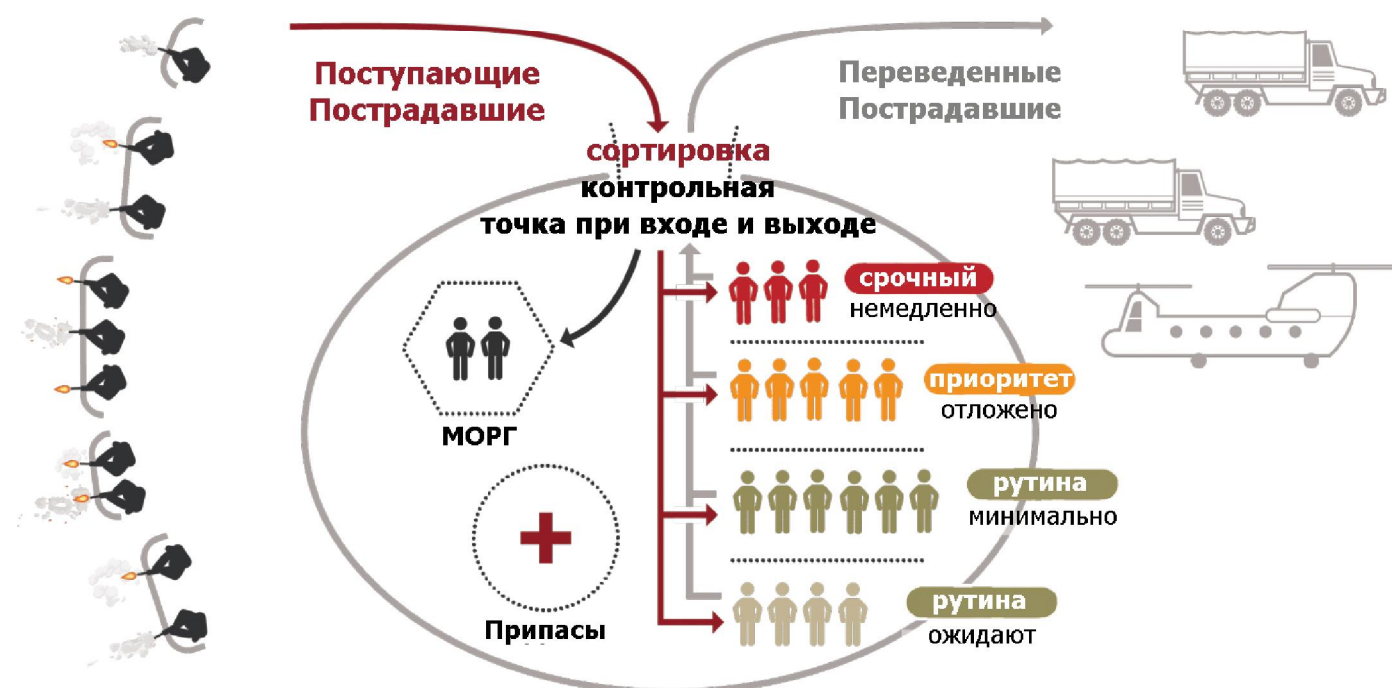 Поступающие
Пострадавшие
Переведенные
Пострадавшие
сортировка
контрольная
точка при входе и выходе
срочный
немедленно
приоритет
отложено
МОРГ
рутина
минимально
Припасы
рутина
ожидают